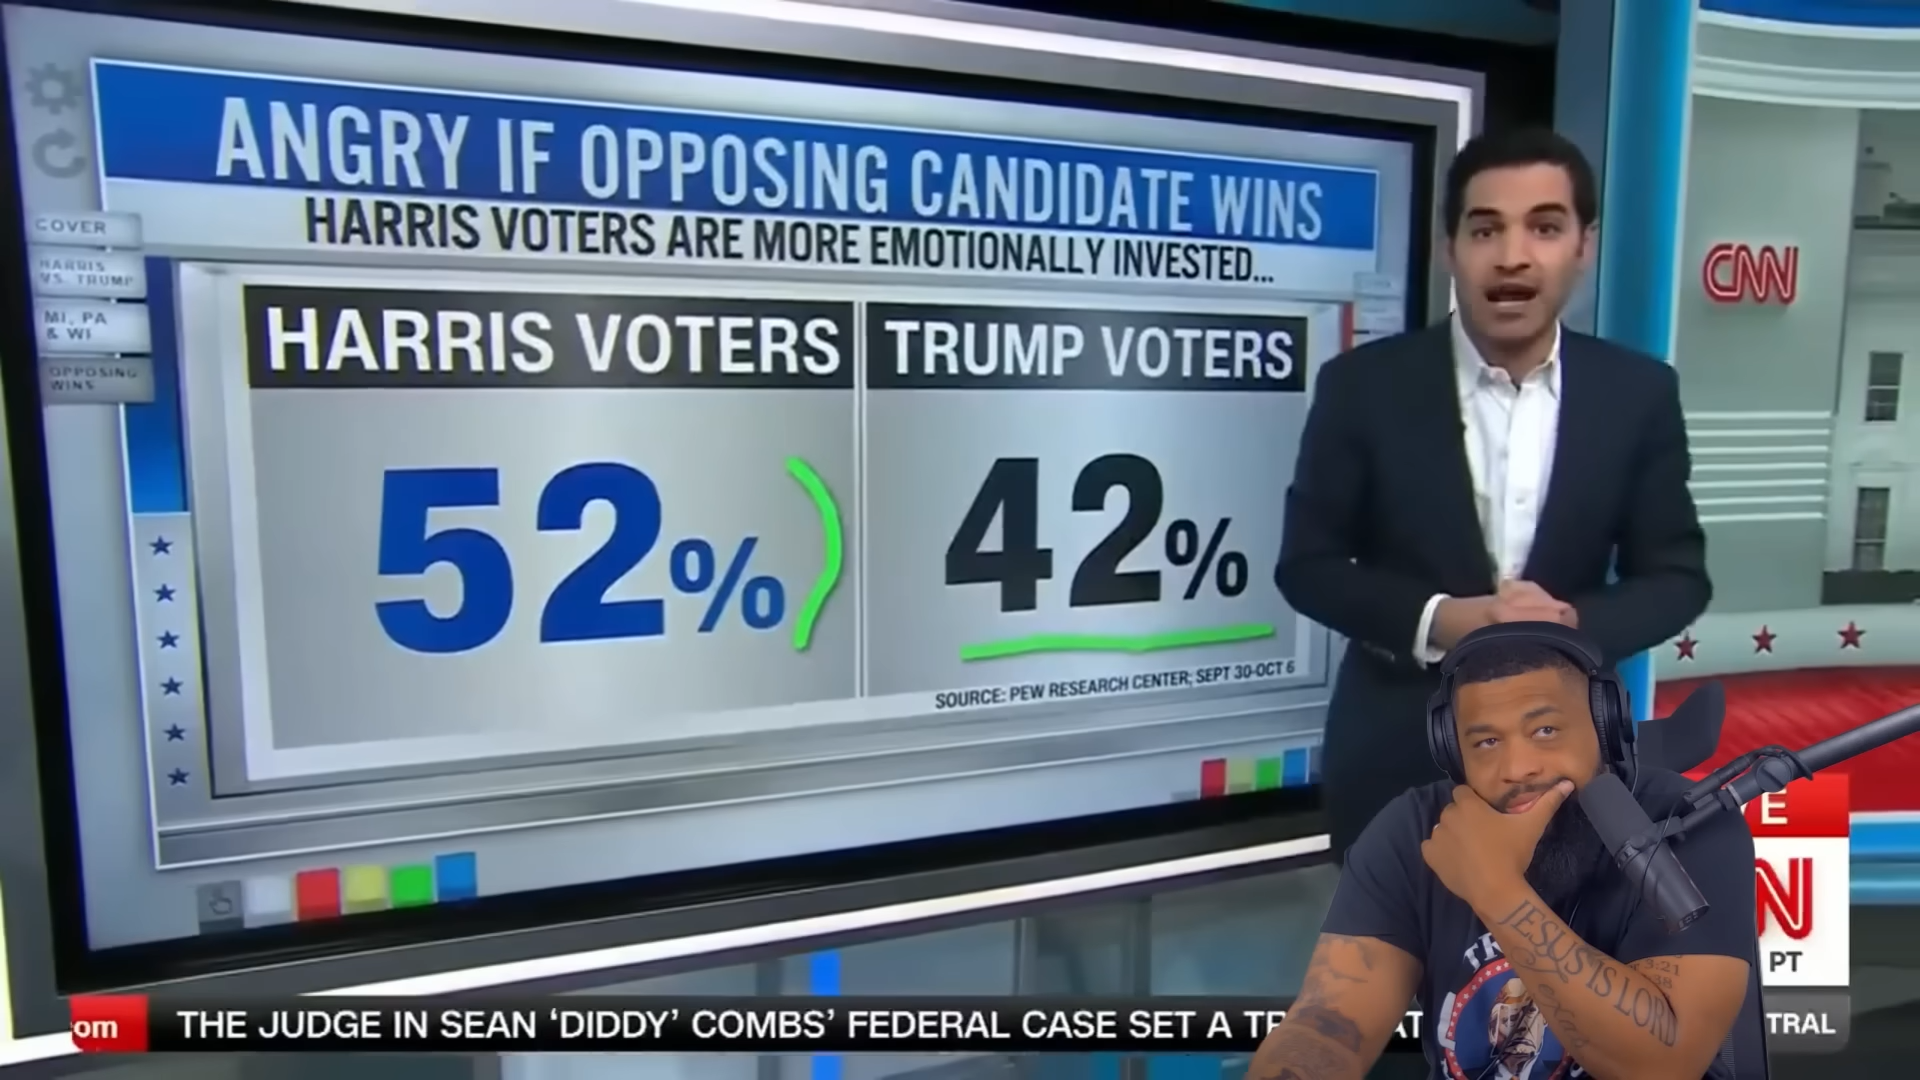 ANGRY IF OPPOSING CANDIDATE WINS
HARRIS VOTERS ARE MORE EMOTIONALLY INVESTED...
COVER
HARRIS
VS. TRUMP
MI, PA
& WI
OPPOSING
WINS
HARRIS VOTERS
TRUMP VOTERS
52%
42%
SOURCE: PEW RESEARCH CENTER; SEPT 30-OCT 6
CNN
JESUS IS LORD
3:21
PT
om
THE JUDGE IN SEAN ‘DIDDY’ COMBS’ FEDERAL CASE SET A
TRAL